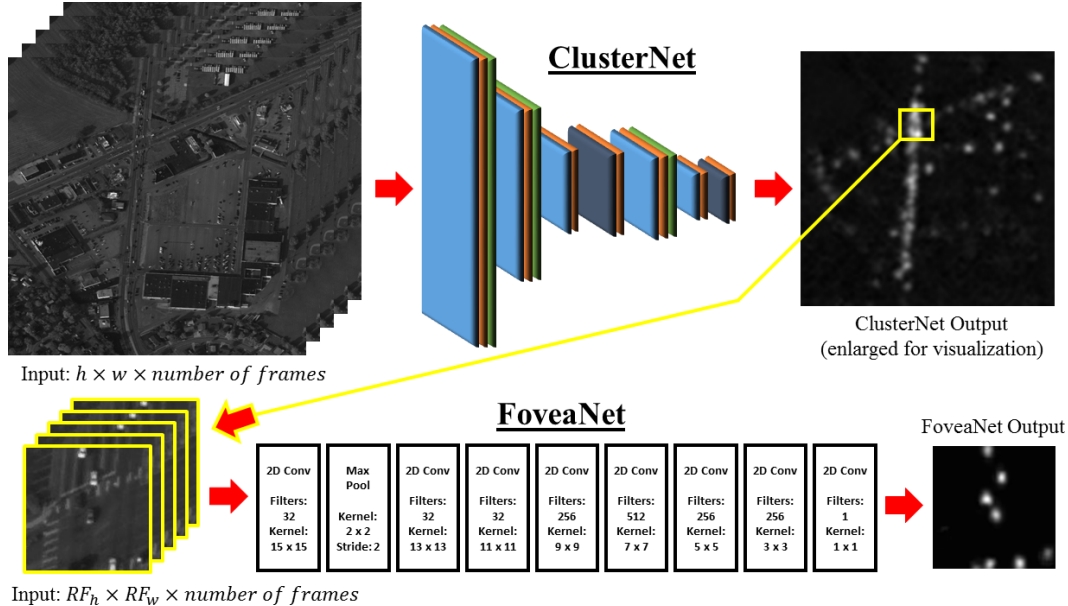 ClusterNet
ClusterNet Output
(enlarged for visualization)
Input: h × w × number of frames
FoveaNet
FoveaNet Output
2D Conv
Filters:
32
Kernel:
15 x 15
Max
Pool
Kernel:
2 x 2
Stride: 2
2D Conv
Filters:
32
Kernel:
13 x 13
2D Conv
Filters:
32
Kernel:
11 x 11
2D Conv
Filters:
256
Kernel:
9 x 9
2D Conv
Filters:
512
Kernel:
7 x 7
2D Conv
Filters:
256
Kernel:
5 x 5
2D Conv
Filters:
256
Kernel:
3 x 3
2D Conv
Filters:
1
Kernel:
1 x 1
Input: RF_h × RF_w × number of frames